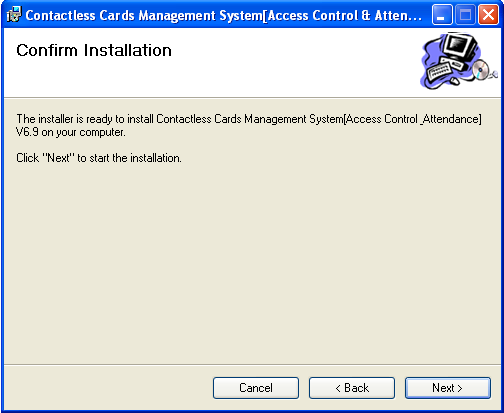 Contactless Cards Management System[Access Control & Atten...
Confirm Installation
The installer is ready to install Contactless Cards Management System[Access Control _Attendance]
V6.9 on your computer.
Click "Next" to start the installation.
Cancel
< Back
Next >